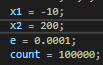 x1 = -10;
x2 = 200;
e = 0.0001;
count = 100000;